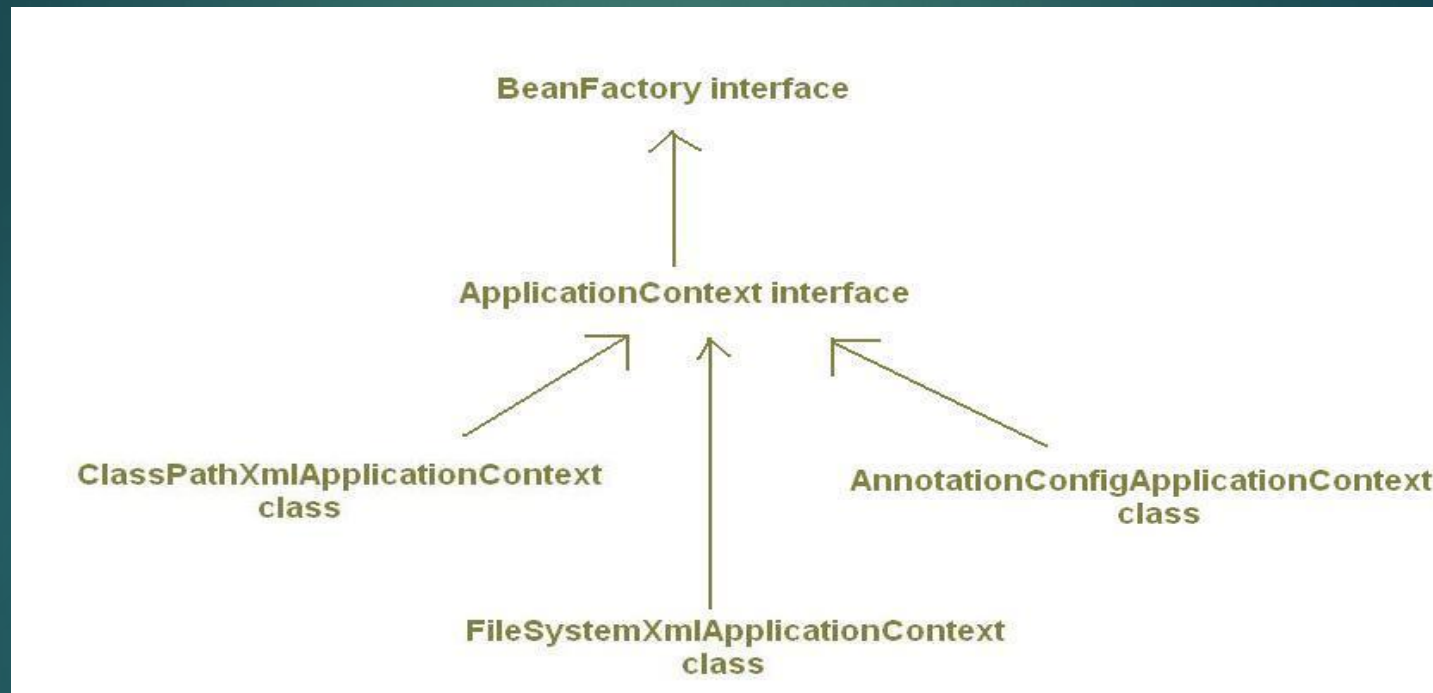 BeanFactory interface
ApplicationContext interface
ClassPathXmlApplicationContext
class
AnnotationConfigApplicationContext
class
FileSystemXmlApplicationContext
class